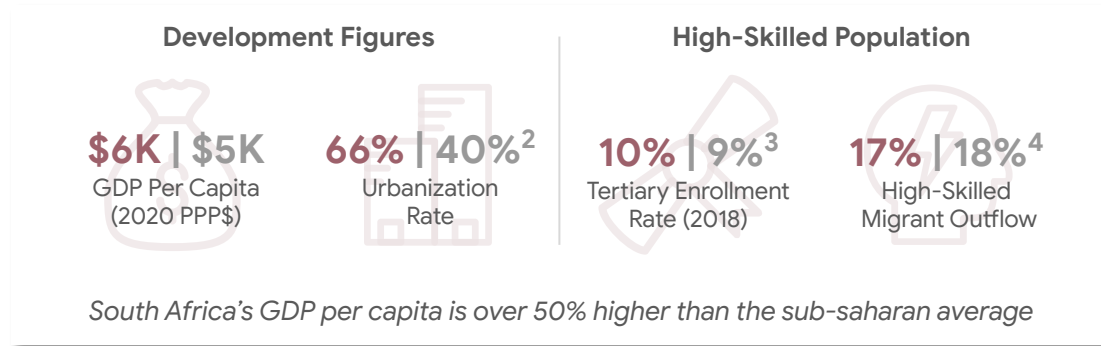 Development Figures
High-Skilled Population
$6K | $5K
GDP Per Capita
(2020 PPP$)
66% | 40%2
Urbanization
Rate
10% | 9%3
Tertiary Enrollment
Rate (2018)
17% | 18%4
High-Skilled
Migrant Outflow
South Africa's GDP per capita is over 50% higher than the sub-saharan average